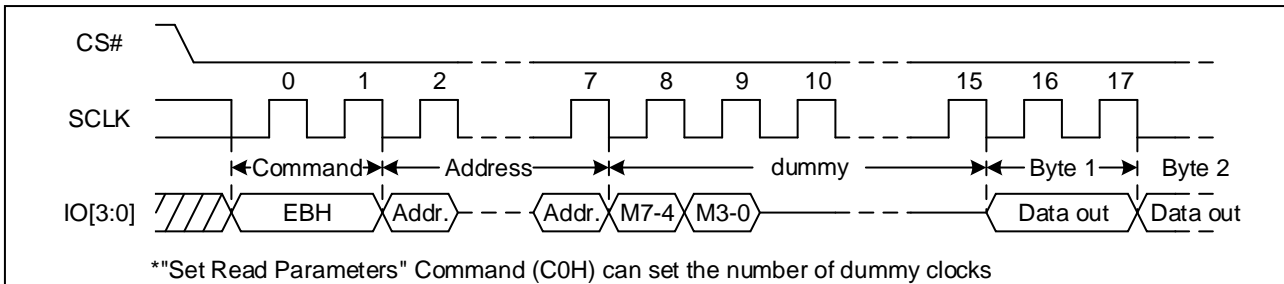 CS#
0 1 2 7 8 9 10 15 16 17
SCLK
Command Address dummy Byte 1 Byte 2
IO[3:0] EBH Addr. Addr. M7-4 M3-0 Data out Data out
*"Set Read Parameters" Command (C0H) can set the number of dummy clocks